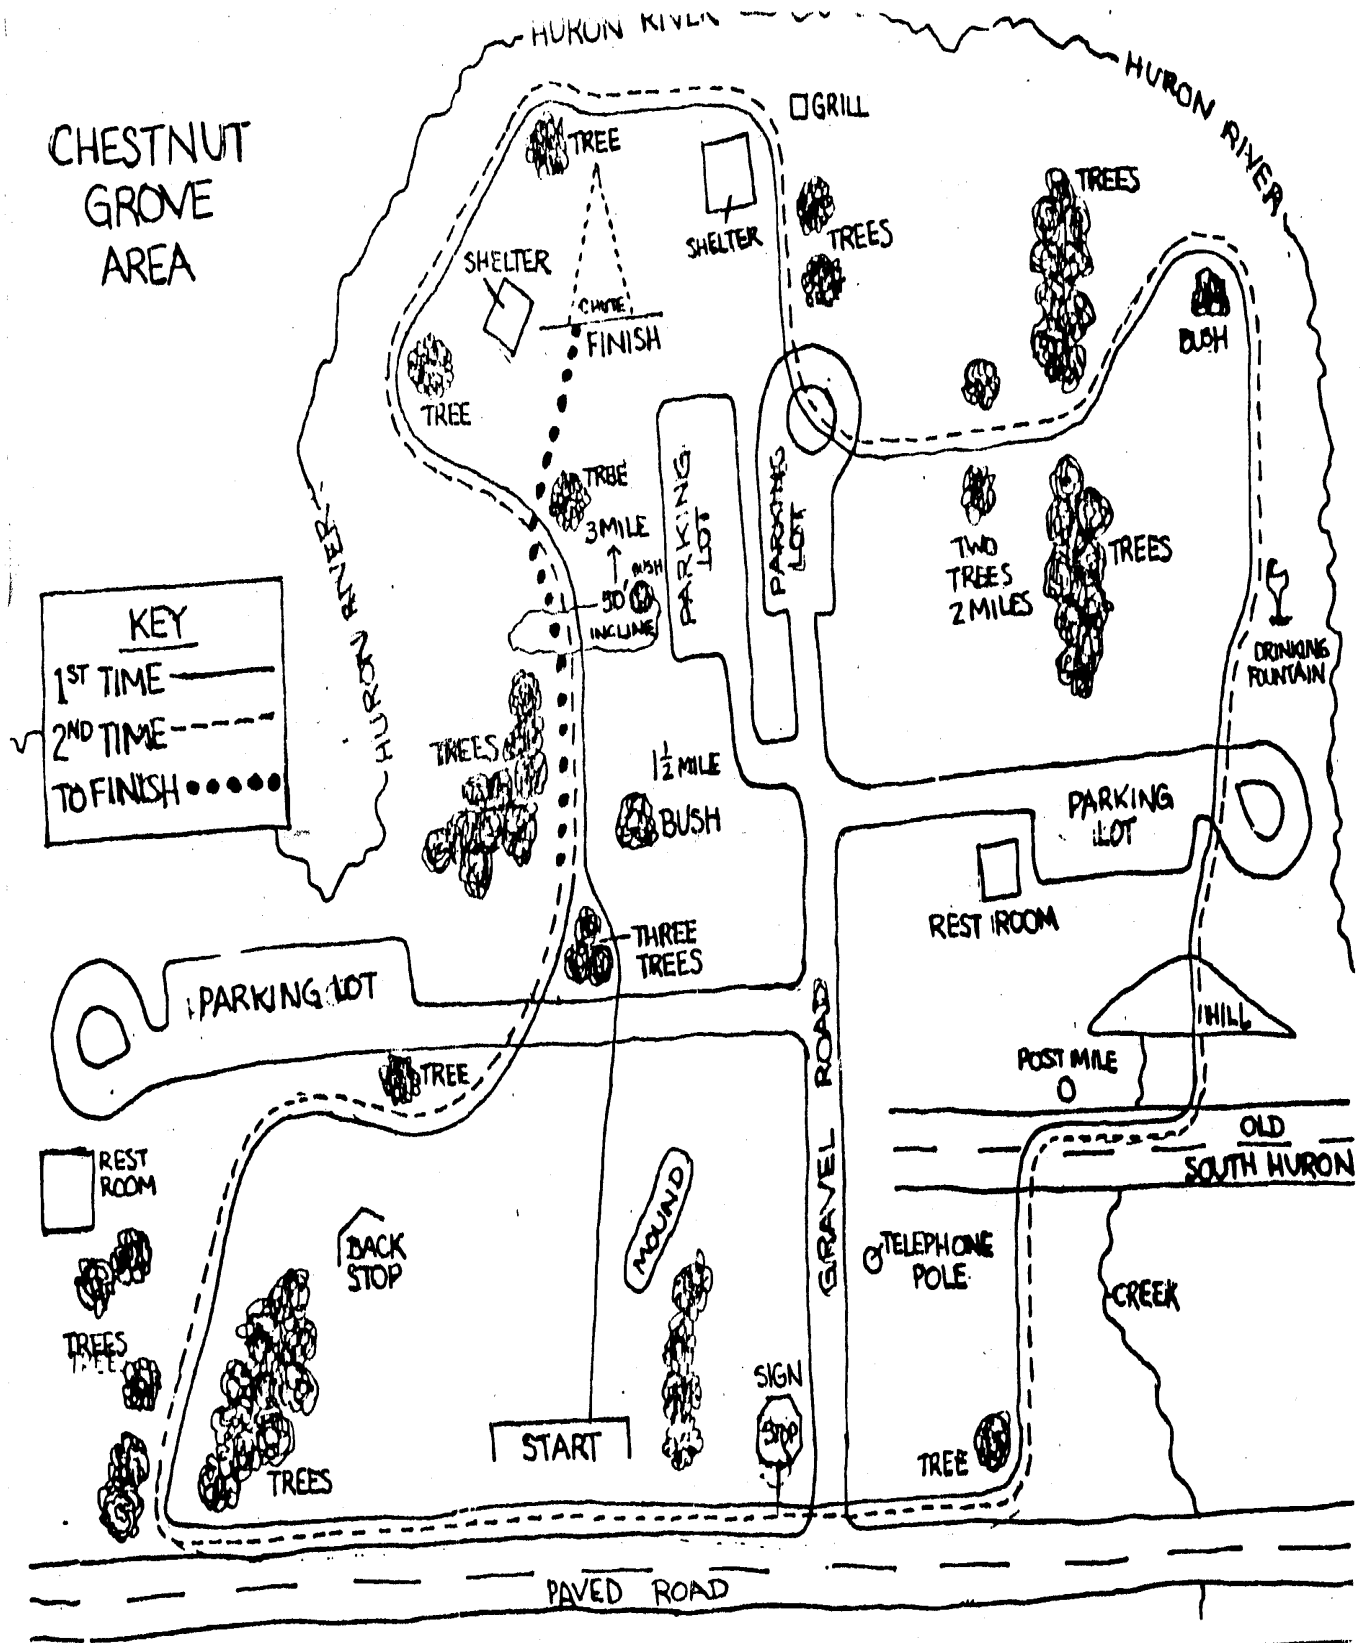 HURON RIVER
HURON RIVER
CHESTNUT
GROVE
AREA
GRILL
TREE
SHELTER
TREES
TREES
SHELTER
CHUTE
FINISH
BUSH
TREE
TREE
3 MILE
BUSH
50'
INCLINE
PARKING
LOT
PARKING
LOT
TWO
TREES
2 MILES
TREES
DRINKING
FOUNTAIN
HURON RIVER
KEY
1ST TIME
2ND TIME
TO FINISH
TREES
1 1/2 MILE
BUSH
PARKING
LOT
REST ROOM
THREE
TREES
PARKING LOT
HILL
POST MILE
TREE
GRAVEL ROAD
OLD
SOUTH HURON
REST
ROOM
MOUND
BACK
STOP
TELEPHONE
POLE
CREEK
TREES
SIGN
STOP
START
TREE
TREES
PAVED ROAD